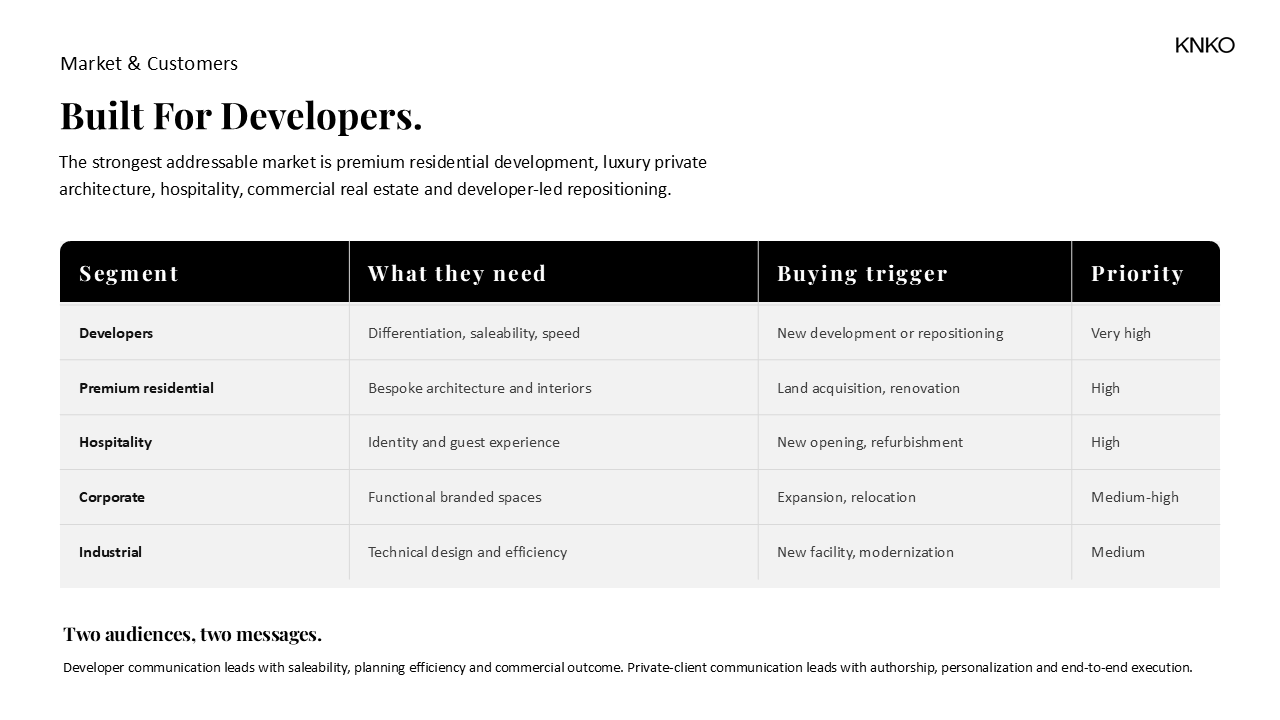 KNKO
Market & Customers
Built For Developers.
The strongest addressable market is premium residential development, luxury private
architecture, hospitality, commercial real estate and developer-led repositioning.
Segment What they need Buying trigger Priority
Developers Differentiation, saleability, speed New development or repositioning Very high
Premium residential Bespoke architecture and interiors Land acquisition, renovation High
Hospitality Identity and guest experience New opening, refurbishment High
Corporate Functional branded spaces Expansion, relocation Medium-high
Industrial Technical design and efficiency New facility, modernization Medium
Two audiences, two messages.
Developer communication leads with saleability, planning efficiency and commercial outcome. Private-client communication leads with authorship, personalization and end-to-end execution.